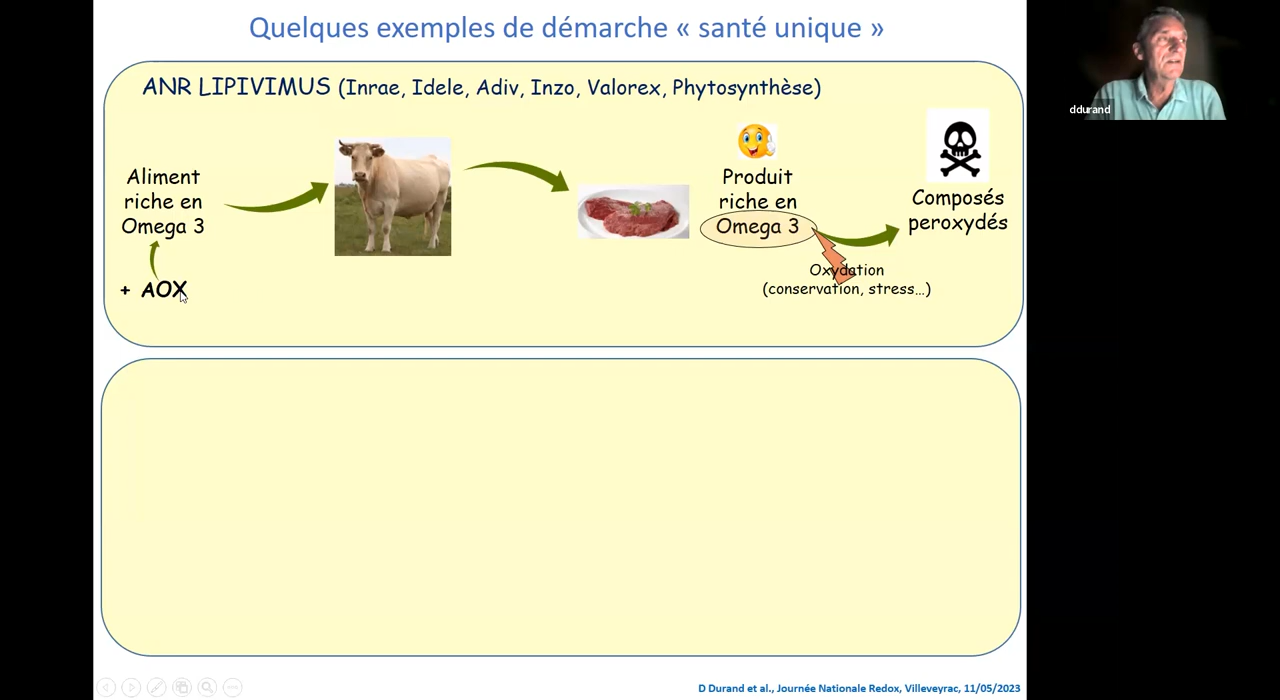 Quelques exemples de démarche « santé unique »
ANR LIPIVIMUS (Inrae, Idele, Adiv, Inzo, Valorex, Phytosynthèse)
Aliment
riche en
Omega 3
+ AOX
Produit
riche en
Omega 3
Composés
peroxydés
Oxydation
(conservation, stress...)
ddurand
D Durand et al., Journée Nationale Redox, Villeveyrac, 11/05/2023